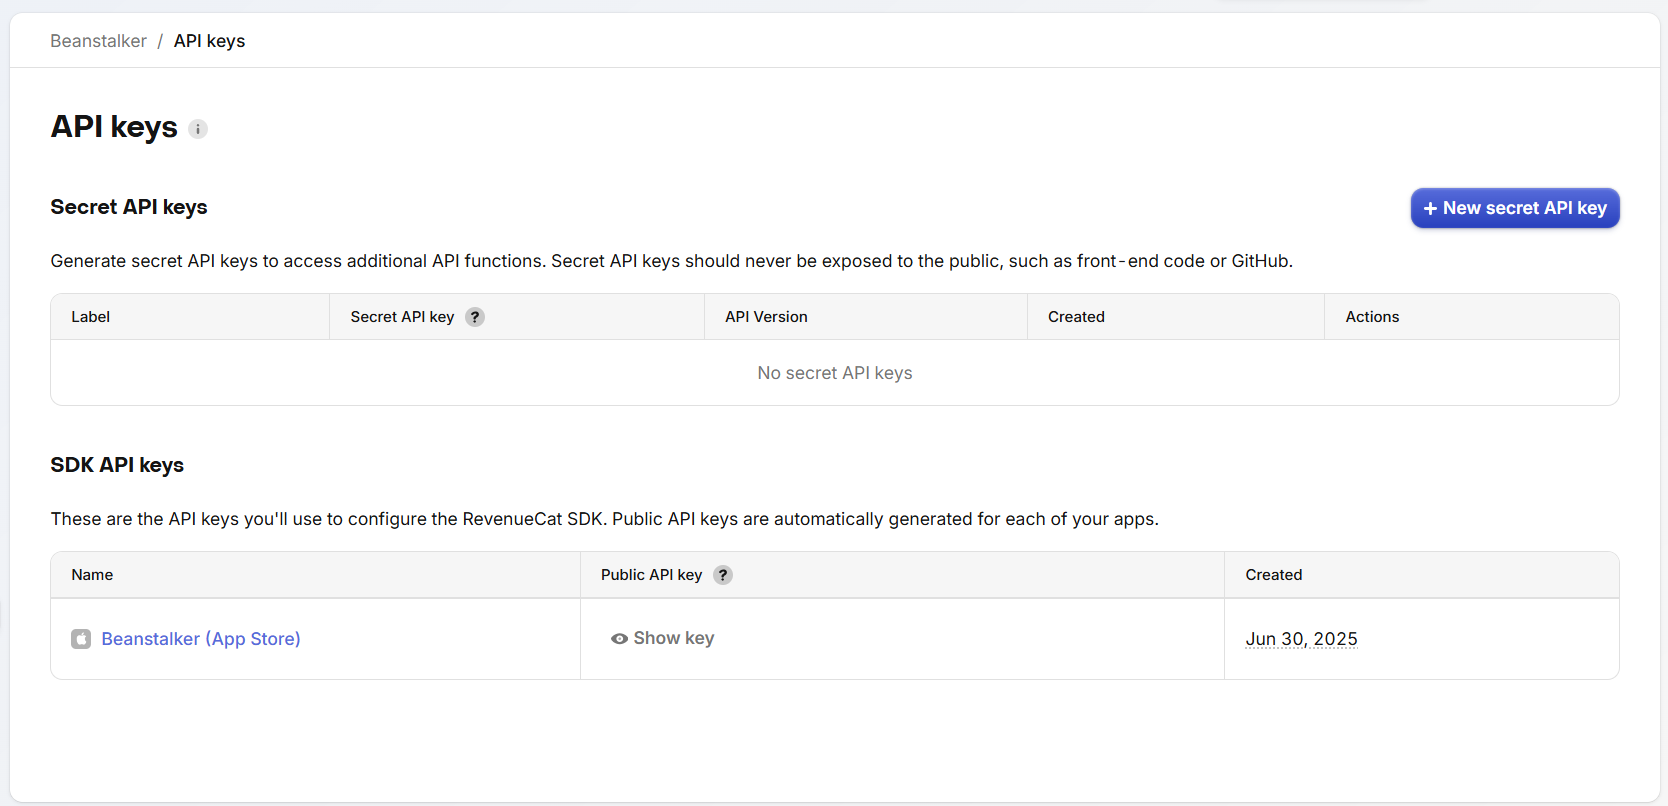 Beanstalker / API keys
API keys
Secret API keys
+ New secret API key
Generate secret API keys to access additional API functions. Secret API keys should never be exposed to the public, such as front-end code or GitHub.
Label Secret API key ? API Version Created Actions
No secret API keys
SDK API keys
These are the API keys you'll use to configure the RevenueCat SDK. Public API keys are automatically generated for each of your apps.
Name Public API key ? Created
Beanstalker (App Store) Show key Jun 30, 2025